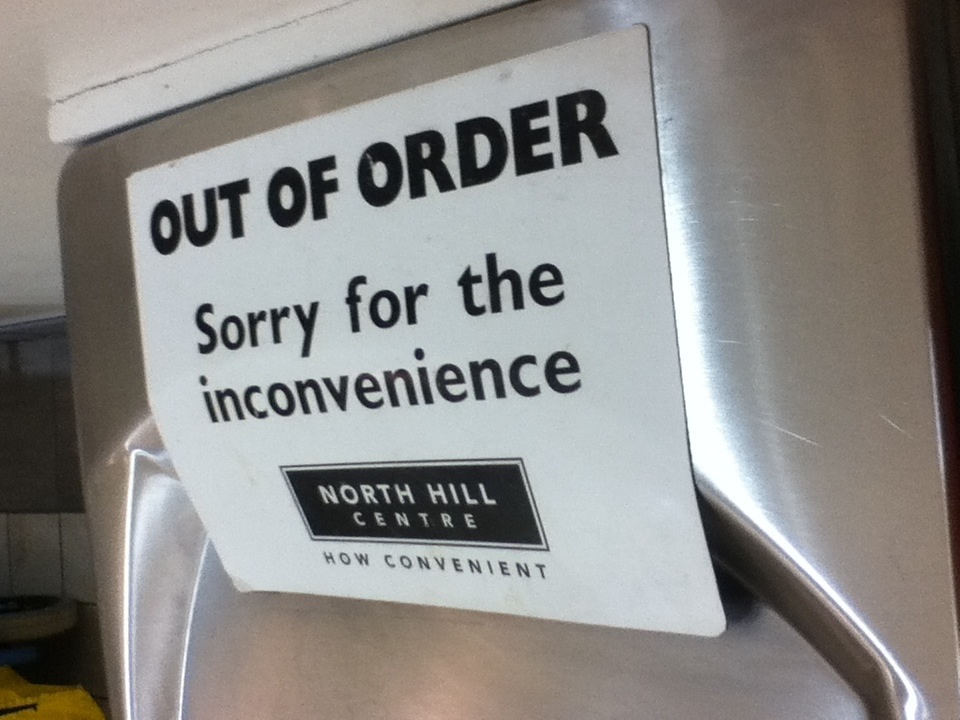 OUT OF ORDER
Sorry for the
inconvenience
NORTH HILL
CENTRE
HOW CONVENIENT